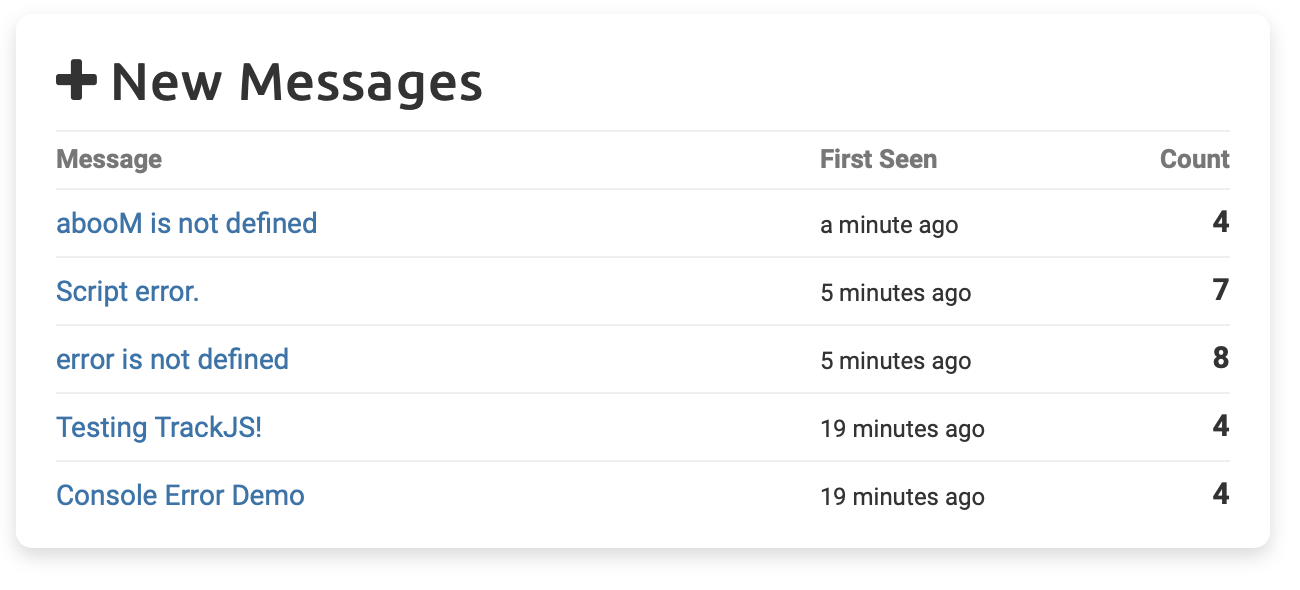 New Messages
Message First Seen Count
abooM is not defined a minute ago 4
Script error. 5 minutes ago 7
error is not defined 5 minutes ago 8
Testing TrackJS! 19 minutes ago 4
Console Error Demo 19 minutes ago 4